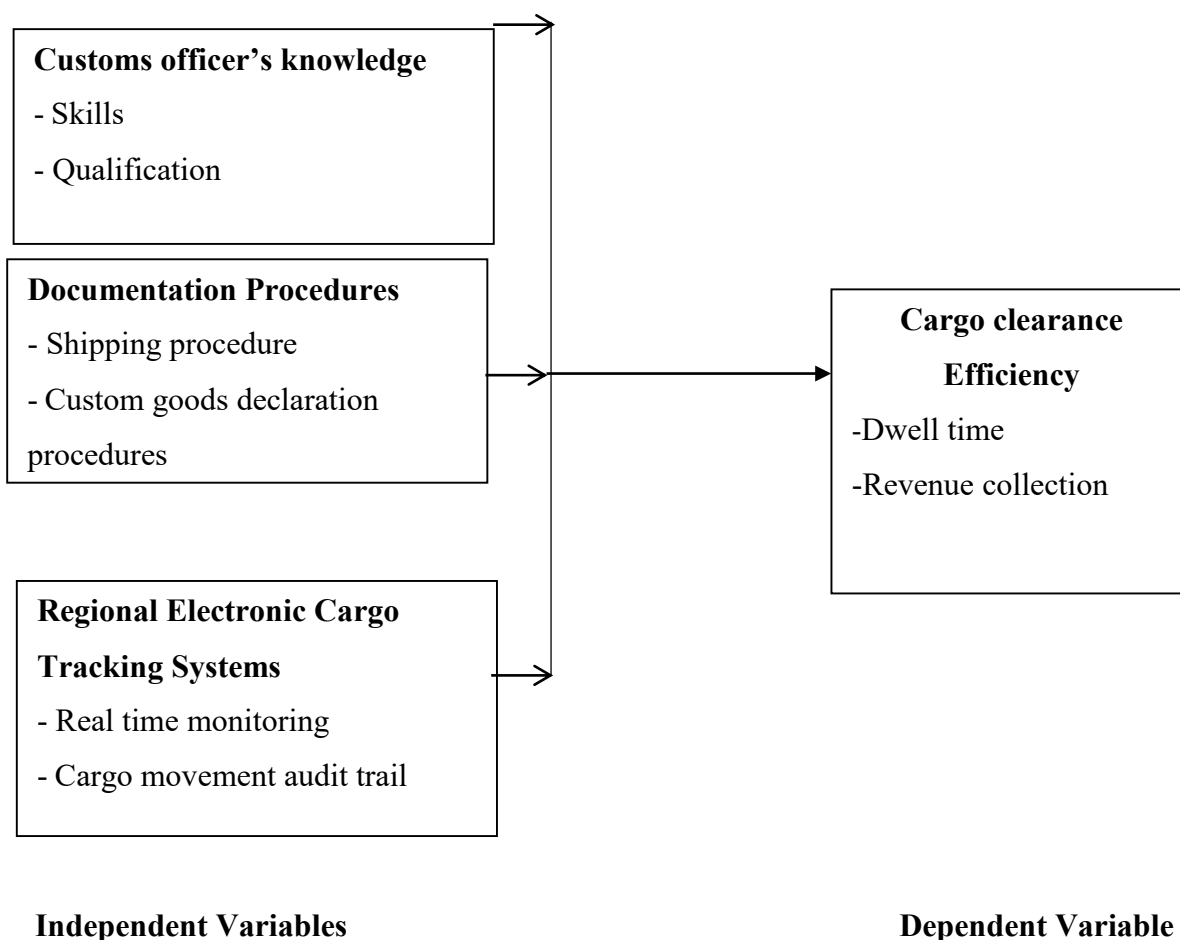 Customs officer’s knowledge
- Skills
- Qualification
Documentation Procedures
- Shipping procedure
- Custom goods declaration
procedures
Regional Electronic Cargo
Tracking Systems
- Real time monitoring
- Cargo movement audit trail
Cargo clearance
Efficiency
-Dwell time
-Revenue collection
Independent Variables
Dependent Variable